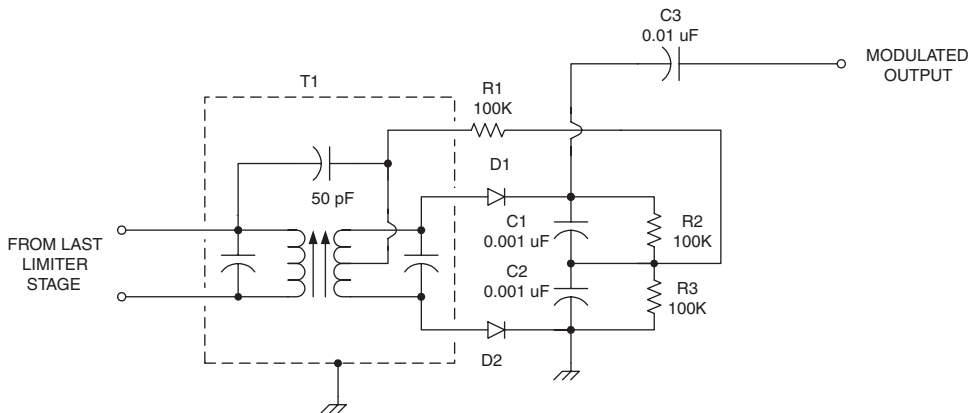 C3
0.01 uF
MODULATED
OUTPUT
T1
R1
100K
D1
50 pF
C1
0.001 uF
R2
100K
FROM LAST
LIMITER
STAGE
C2
0.001 uF
R3
100K
D2